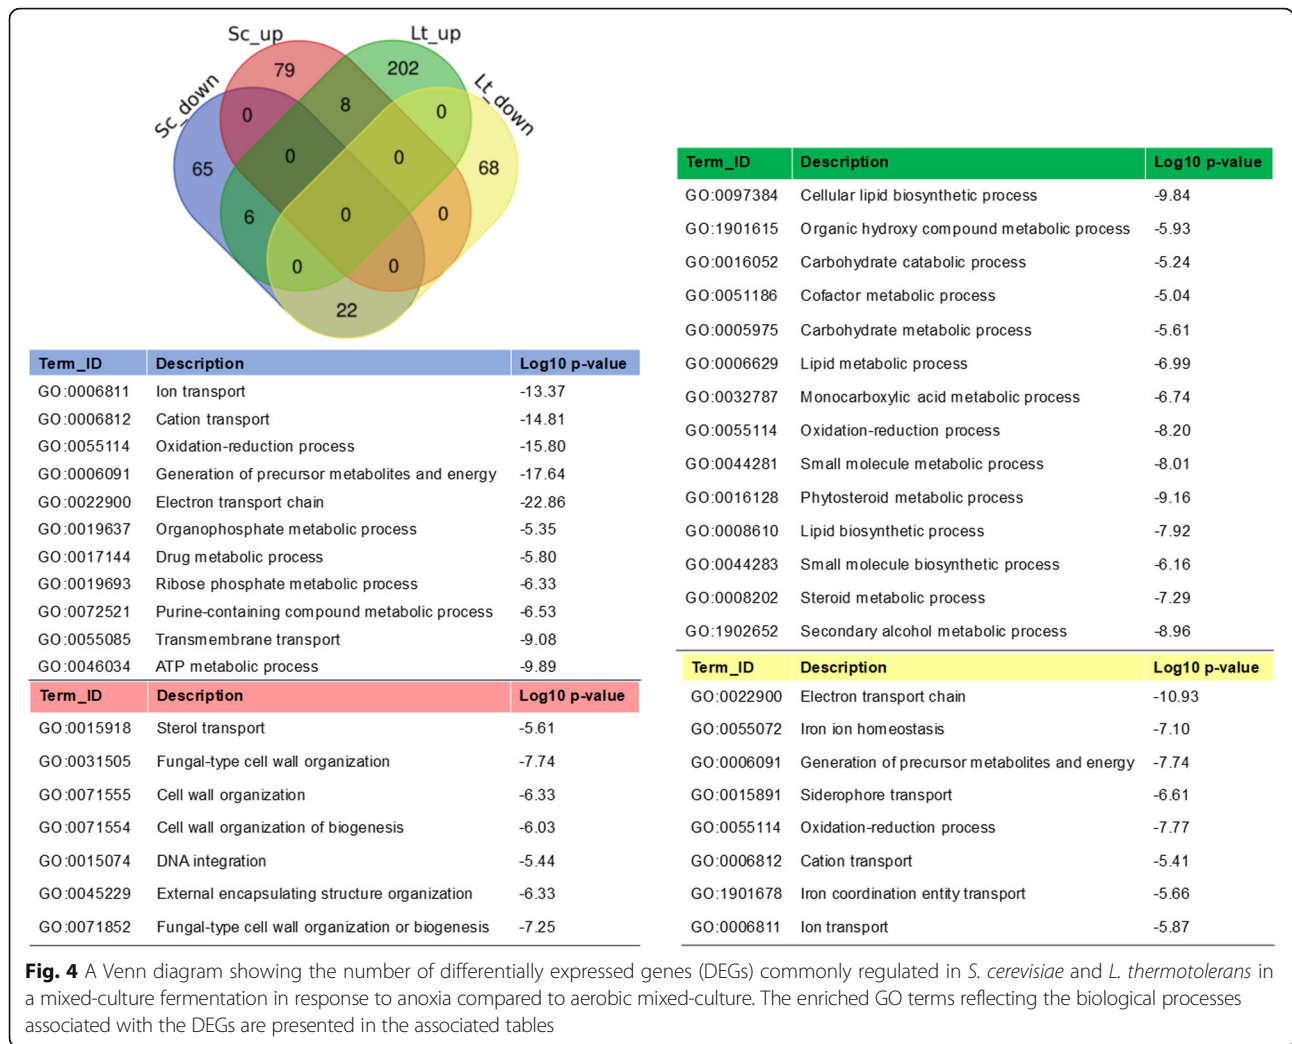 Sc_up
Lt_up
Sc_down
Lt_down
79
202
0
8
0
65
0
0
68
6
0
0
0
0
22
Term_ID Description Log10 p-value
GO:0006811 Ion transport -13.37
GO:0006812 Cation transport -14.81
GO:0055114 Oxidation-reduction process -15.80
GO:0006091 Generation of precursor metabolites and energy -17.64
GO:0022900 Electron transport chain -22.86
GO:0019637 Organophosphate metabolic process -5.35
GO:0017144 Drug metabolic process -5.80
GO:0019693 Ribose phosphate metabolic process -6.33
GO:0072521 Purine-containing compound metabolic process -6.53
GO:0055085 Transmembrane transport -9.08
GO:0046034 ATP metabolic process -9.89
Term_ID Description Log10 p-value
GO:0015918 Sterol transport -5.61
GO:0031505 Fungal-type cell wall organization -7.74
GO:0071555 Cell wall organization -6.33
GO:0071554 Cell wall organization of biogenesis -6.03
GO:0015074 DNA integration -5.44
GO:0045229 External encapsulating structure organization -6.33
GO:0071852 Fungal-type cell wall organization or biogenesis -7.25
Term_ID Description Log10 p-value
GO:0097384 Cellular lipid biosynthetic process -9.84
GO:1901615 Organic hydroxy compound metabolic process -5.93
GO:0016052 Carbohydrate catabolic process -5.24
GO:0051186 Cofactor metabolic process -5.04
GO:0005975 Carbohydrate metabolic process -5.61
GO:0006629 Lipid metabolic process -6.99
GO:0032787 Monocarboxylic acid metabolic process -6.74
GO:0055114 Oxidation-reduction process -8.20
GO:0044281 Small molecule metabolic process -8.01
GO:0016128 Phytosteroid metabolic process -9.16
GO:0008610 Lipid biosynthetic process -7.92
GO:0044283 Small molecule biosynthetic process -6.16
GO:0008202 Steroid metabolic process -7.29
GO:1902652 Secondary alcohol metabolic process -8.96
Term_ID Description Log10 p-value
GO:0022900 Electron transport chain -10.93
GO:0055072 Iron ion homeostasis -7.10
GO:0006091 Generation of precursor metabolites and energy -7.74
GO:0015891 Siderophore transport -6.61
GO:0055114 Oxidation-reduction process -7.77
GO:0006812 Cation transport -5.41
GO:1901678 Iron coordination entity transport -5.66
GO:0006811 Ion transport -5.87
Fig. 4 A Venn diagram showing the number of differentially expressed genes (DEGs) commonly regulated in S. cerevisiae and L. thermotolerans in
a mixed-culture fermentation in response to anoxia compared to aerobic mixed-culture. The enriched GO terms reflecting the biological processes
associated with the DEGs are presented in the associated tables